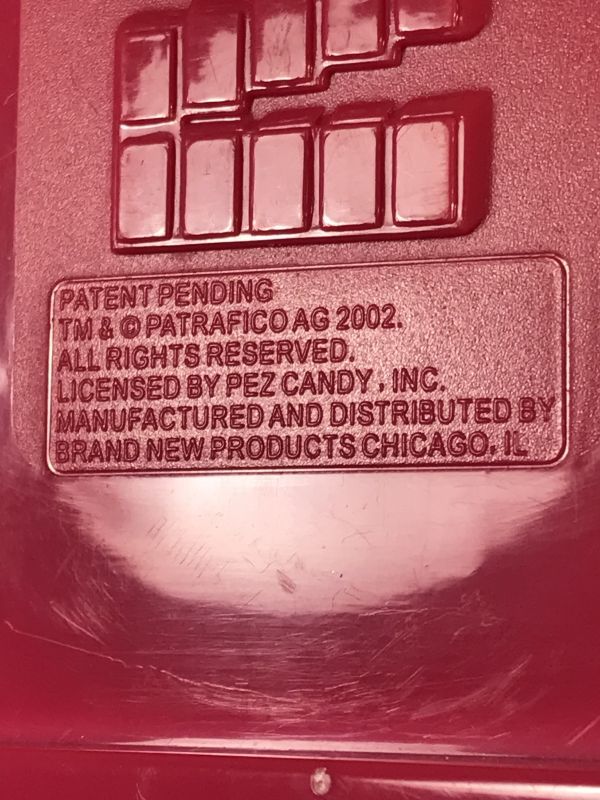 PATENT PENDING
TM & © PATRAFICO AG 2002.
ALL RIGHTS RESERVED.
LICENSED BY PEZ CANDY, INC.
MANUFACTURED AND DISTRIBUTED BY
BRAND NEW PRODUCTS CHICAGO, IL